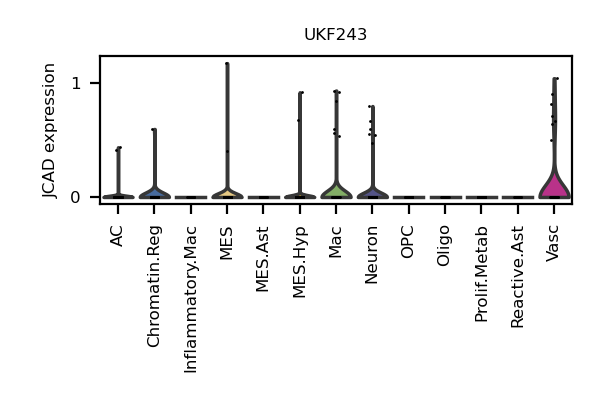 UKF243
JCAD expression
1
0
AC
Chromatin.Reg
Inflammatory.Mac
MES
MES.Ast
MES.Hyp
Mac
Neuron
OPC
Oligo
Prolif.Metab
Reactive.Ast
Vasc